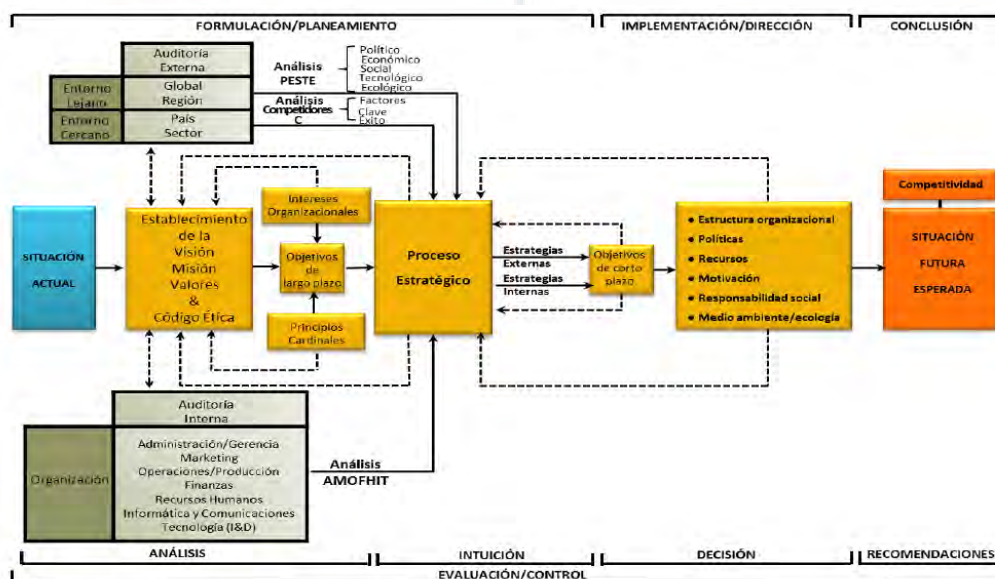 FORMULACIÓN/PLANEAMIENTO
IMPLEMENTACIÓN/DIRECCIÓN
CONCLUSIÓN
Auditoría
Externa
Entorno
Lejano
Global
Región
Entorno
Cercano
País
Sector
Análisis
PESTE
Político
Económico
Social
Tecnológico
Ecológico
Análisis
Competidores
C
Factores
Clave
Exito
SITUACIÓN
ACTUAL
Establecimiento
de la
Visión
Misión
Valores
&
Código Ética
Intereses
Organizacionales
Objetivos de
largo plazo
Principios
Cardinales
Proceso
Estratégico
Estrategias
Externas
Estrategias
Internas
Objetivos
de corto
plazo
• Estructura organizacional
• Políticas
• Recursos
• Motivación
• Responsabilidad social
• Medio ambiente/ecología
Competitividad
SITUACIÓN
FUTURA
ESPERADA
Auditoría
Interna
Organización
Administración/Gerencia
Marketing
Operaciones/Producción
Finanzas
Recursos Humanos
Informática y Comunicaciones
Tecnología (I&D)
Análisis
AMOFHIT
ANÁLISIS
INTUICIÓN
DECISIÓN
RECOMENDACIONES
EVALUACIÓN/CONTROL